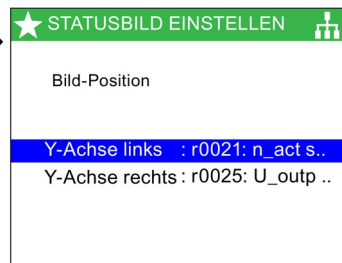 STATUSBILD EINSTELLEN
Bild-Position
Y-Achse links : r0021: n_act s..
Y-Achse rechts : r0025: U_outp ..